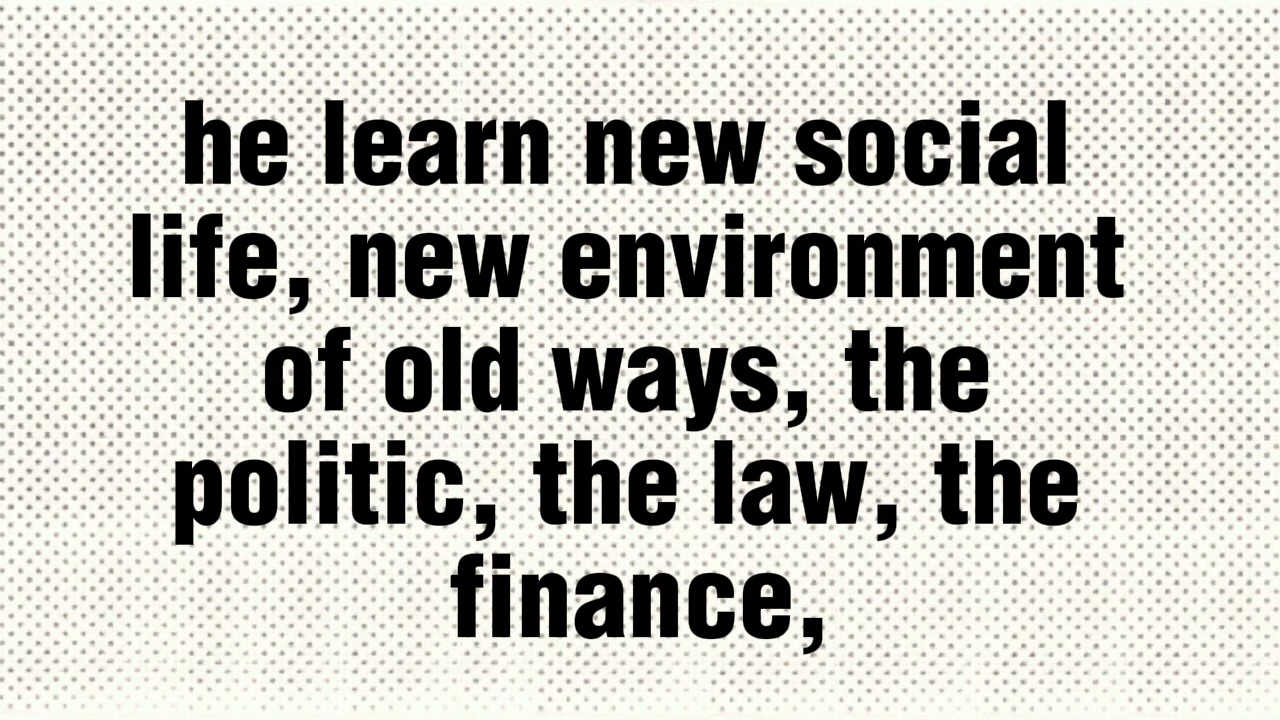 he learn new social
life, new environment
of old ways, the
politic, the law, the
finance,